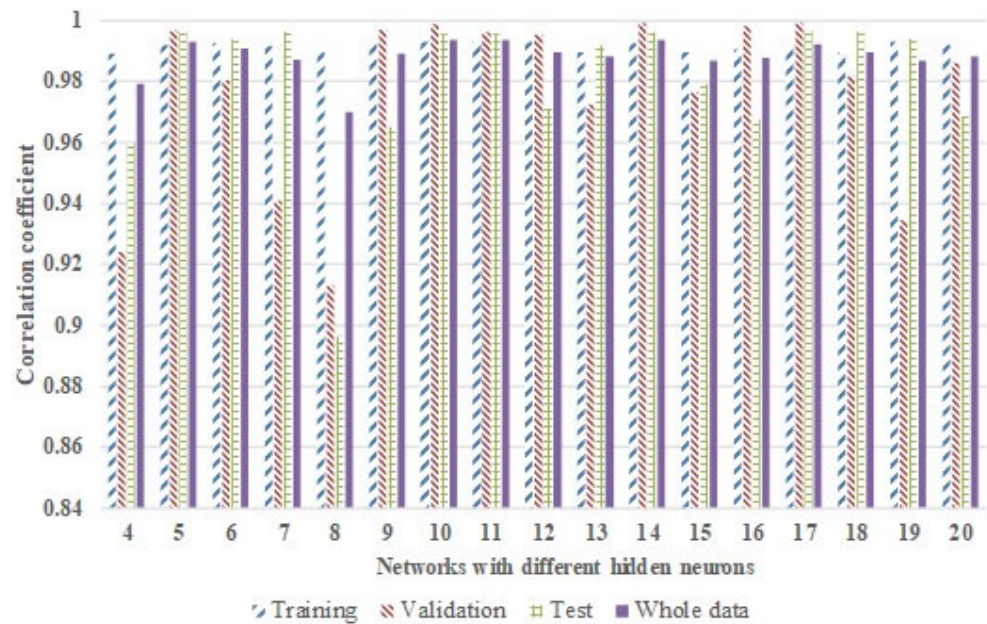 1
0.98
0.96
0.94
0.92
0.9
0.88
0.86
0.84
Correlation coefficient
4 5 6 7 8 9 10 11 12 13 14 15 16 17 18 19 20
Networks with different hidden neurons
Training Validation Test Whole data